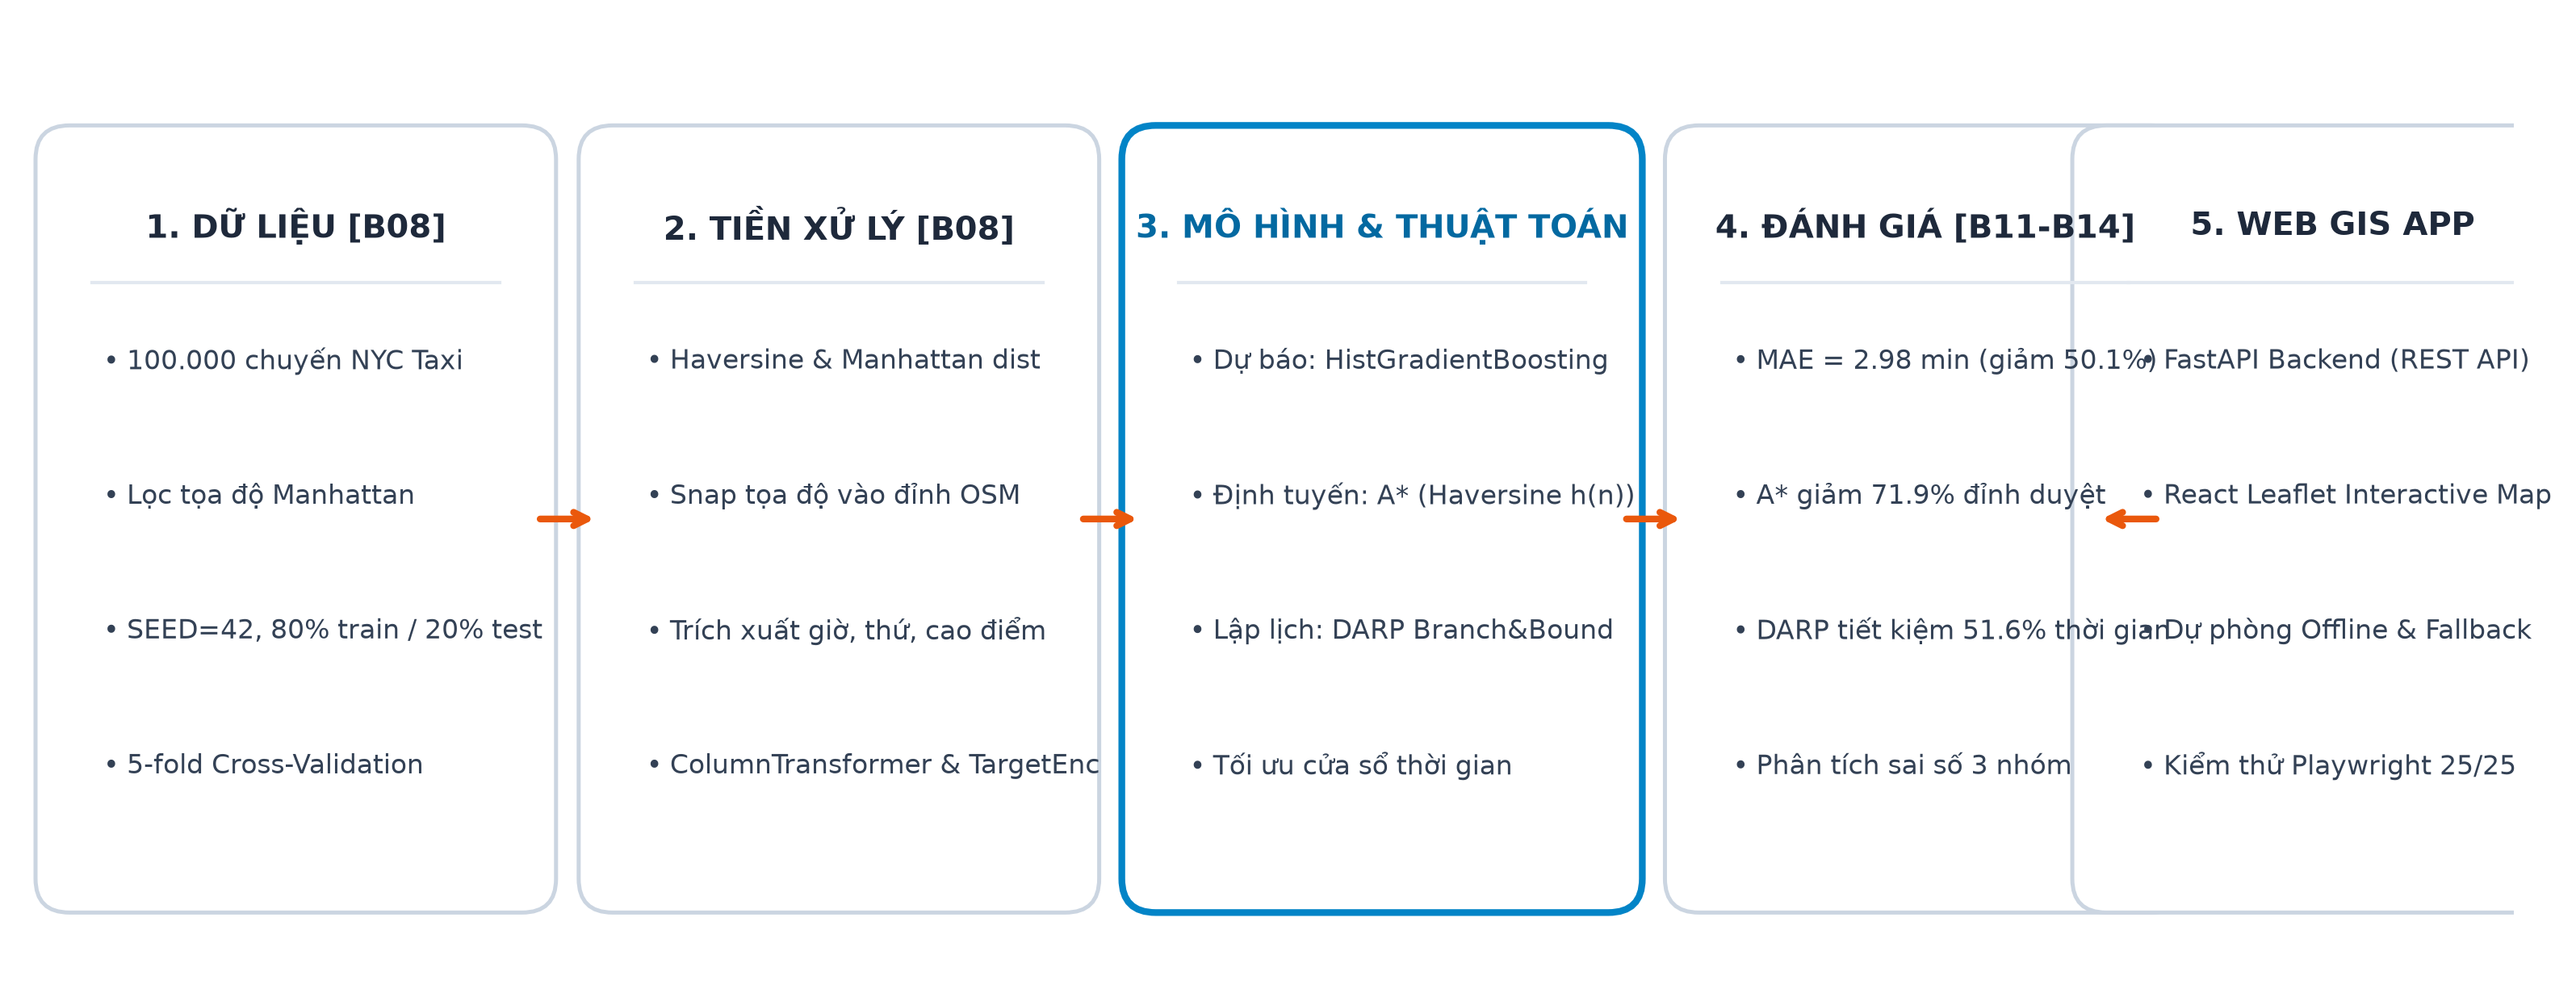 1. DỮ LIỆU [B08]
• 100.000 chuyến NYC Taxi
• Lọc tọa độ Manhattan
• SEED=42, 80% train / 20% test
• 5-fold Cross-Validation
2. TIỀN XỬ LÝ [B08]
• Haversine & Manhattan dist
• Snap tọa độ vào đỉnh OSM
• Trích xuất giờ, thứ, cao điểm
• ColumnTransformer & TargetEnc
3. MÔ HÌNH & THUẬT TOÁN
• Dự báo: HistGradientBoosting
• Định tuyến: A* (Haversine h(n))
• Lập lịch: DARP Branch&Bound
• Tối ưu cửa sổ thời gian
4. ĐÁNH GIÁ [B11-B14]
• MAE = 2.98 min (giảm 50.1%)
• A* giảm 71.9% đỉnh duyệt
• DARP tiết kiệm 51.6% thời gian
• Phân tích sai số 3 nhóm
5. WEB GIS APP
• FastAPI Backend (REST API)
• React Leaflet Interactive Map
• Dự phòng Offline & Fallback
• Kiểm thử Playwright 25/25